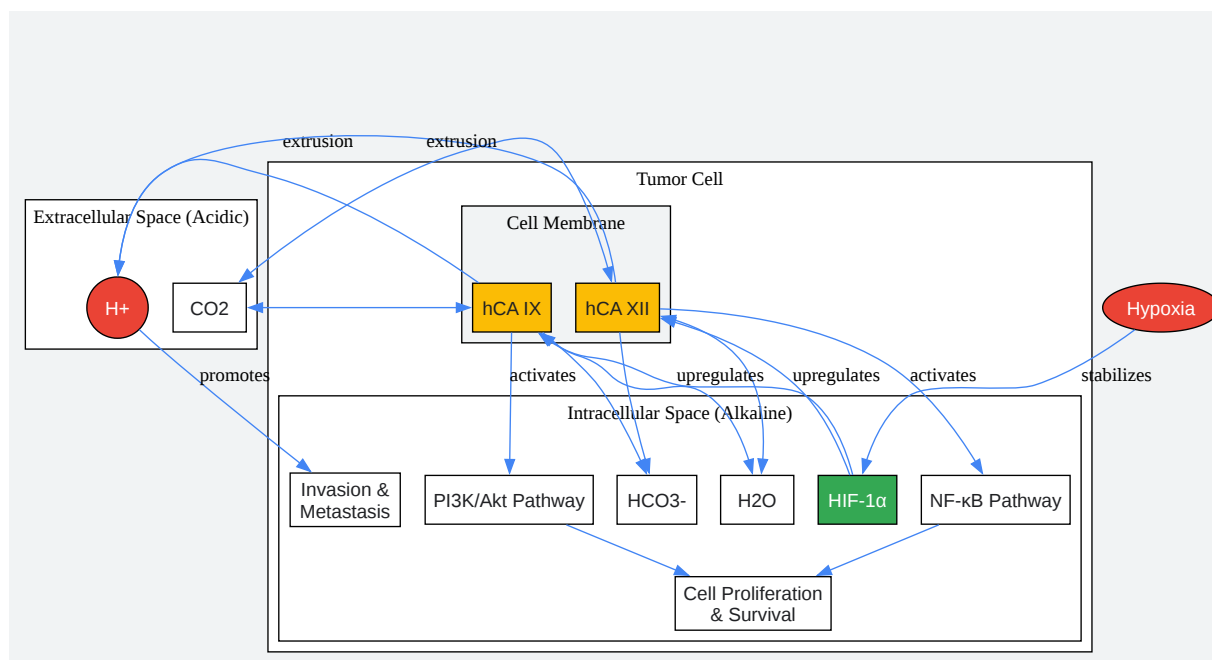 extrusion
extrusion
Tumor Cell
Extracellular Space (Acidic)
Cell Membrane
H+
CO2
hCA IX
hCA XII
Hypoxia
promotes
activates
upregulates
upregulates
activates
stabilizes
Intracellular Space (Alkaline)
Invasion &
Metastasis
PI3K/Akt Pathway
HCO3-
H2O
HIF-1α
NF-κB Pathway
Cell Proliferation
& Survival